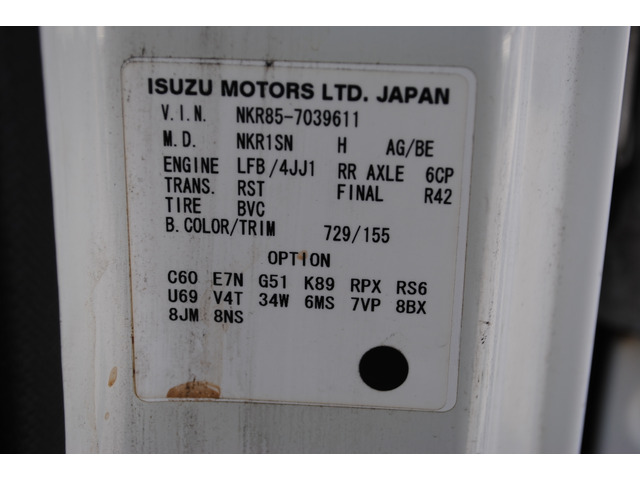 ISUZU MOTORS LTD. JAPAN
V.I.N. NKR85-7039611
M.D. NKR1SN H AG/BE
ENGINE LFB/4JJ1 RR AXLE 6CP
TRANS. RST FINAL R42
TIRE BVC
B.COLOR/TRIM 729/155
OPTION
C60 E7N G51 K89 RPX RS6
U69 V4T 34W 6MS 7VP 8BX
8JM 8NS